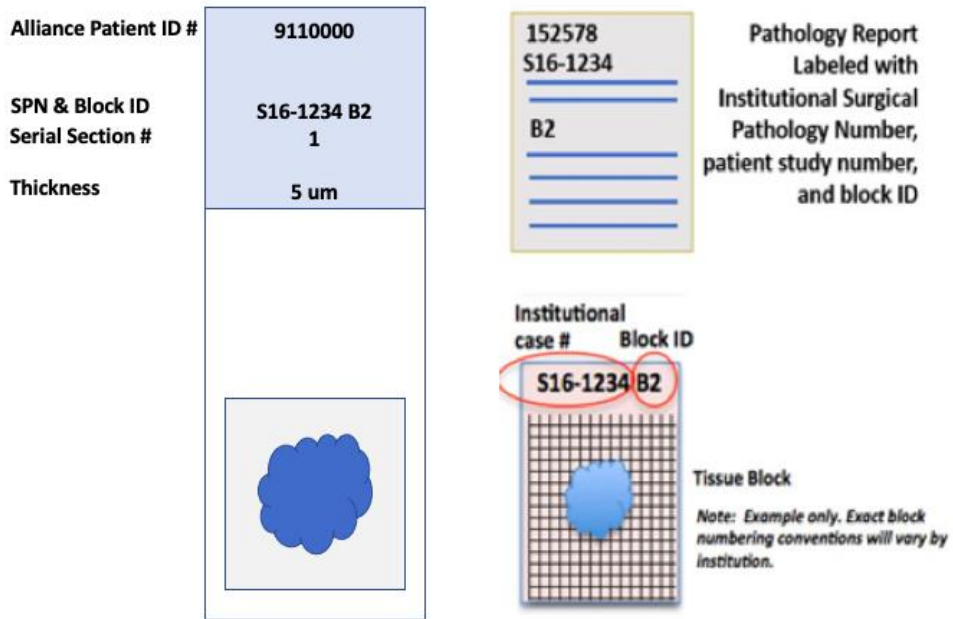 Alliance Patient ID # 9110000
SPN & Block ID S16-1234 B2
Serial Section # 1
Thickness 5 um
152578
S16-1234
B2
Pathology Report
Labeled with
Institutional Surgical
Pathology Number,
patient study number,
and block ID
Institutional
case # Block ID
S16-1234 B2
Tissue Block
Note: Example only. Exact block
numbering conventions will vary by
institution.